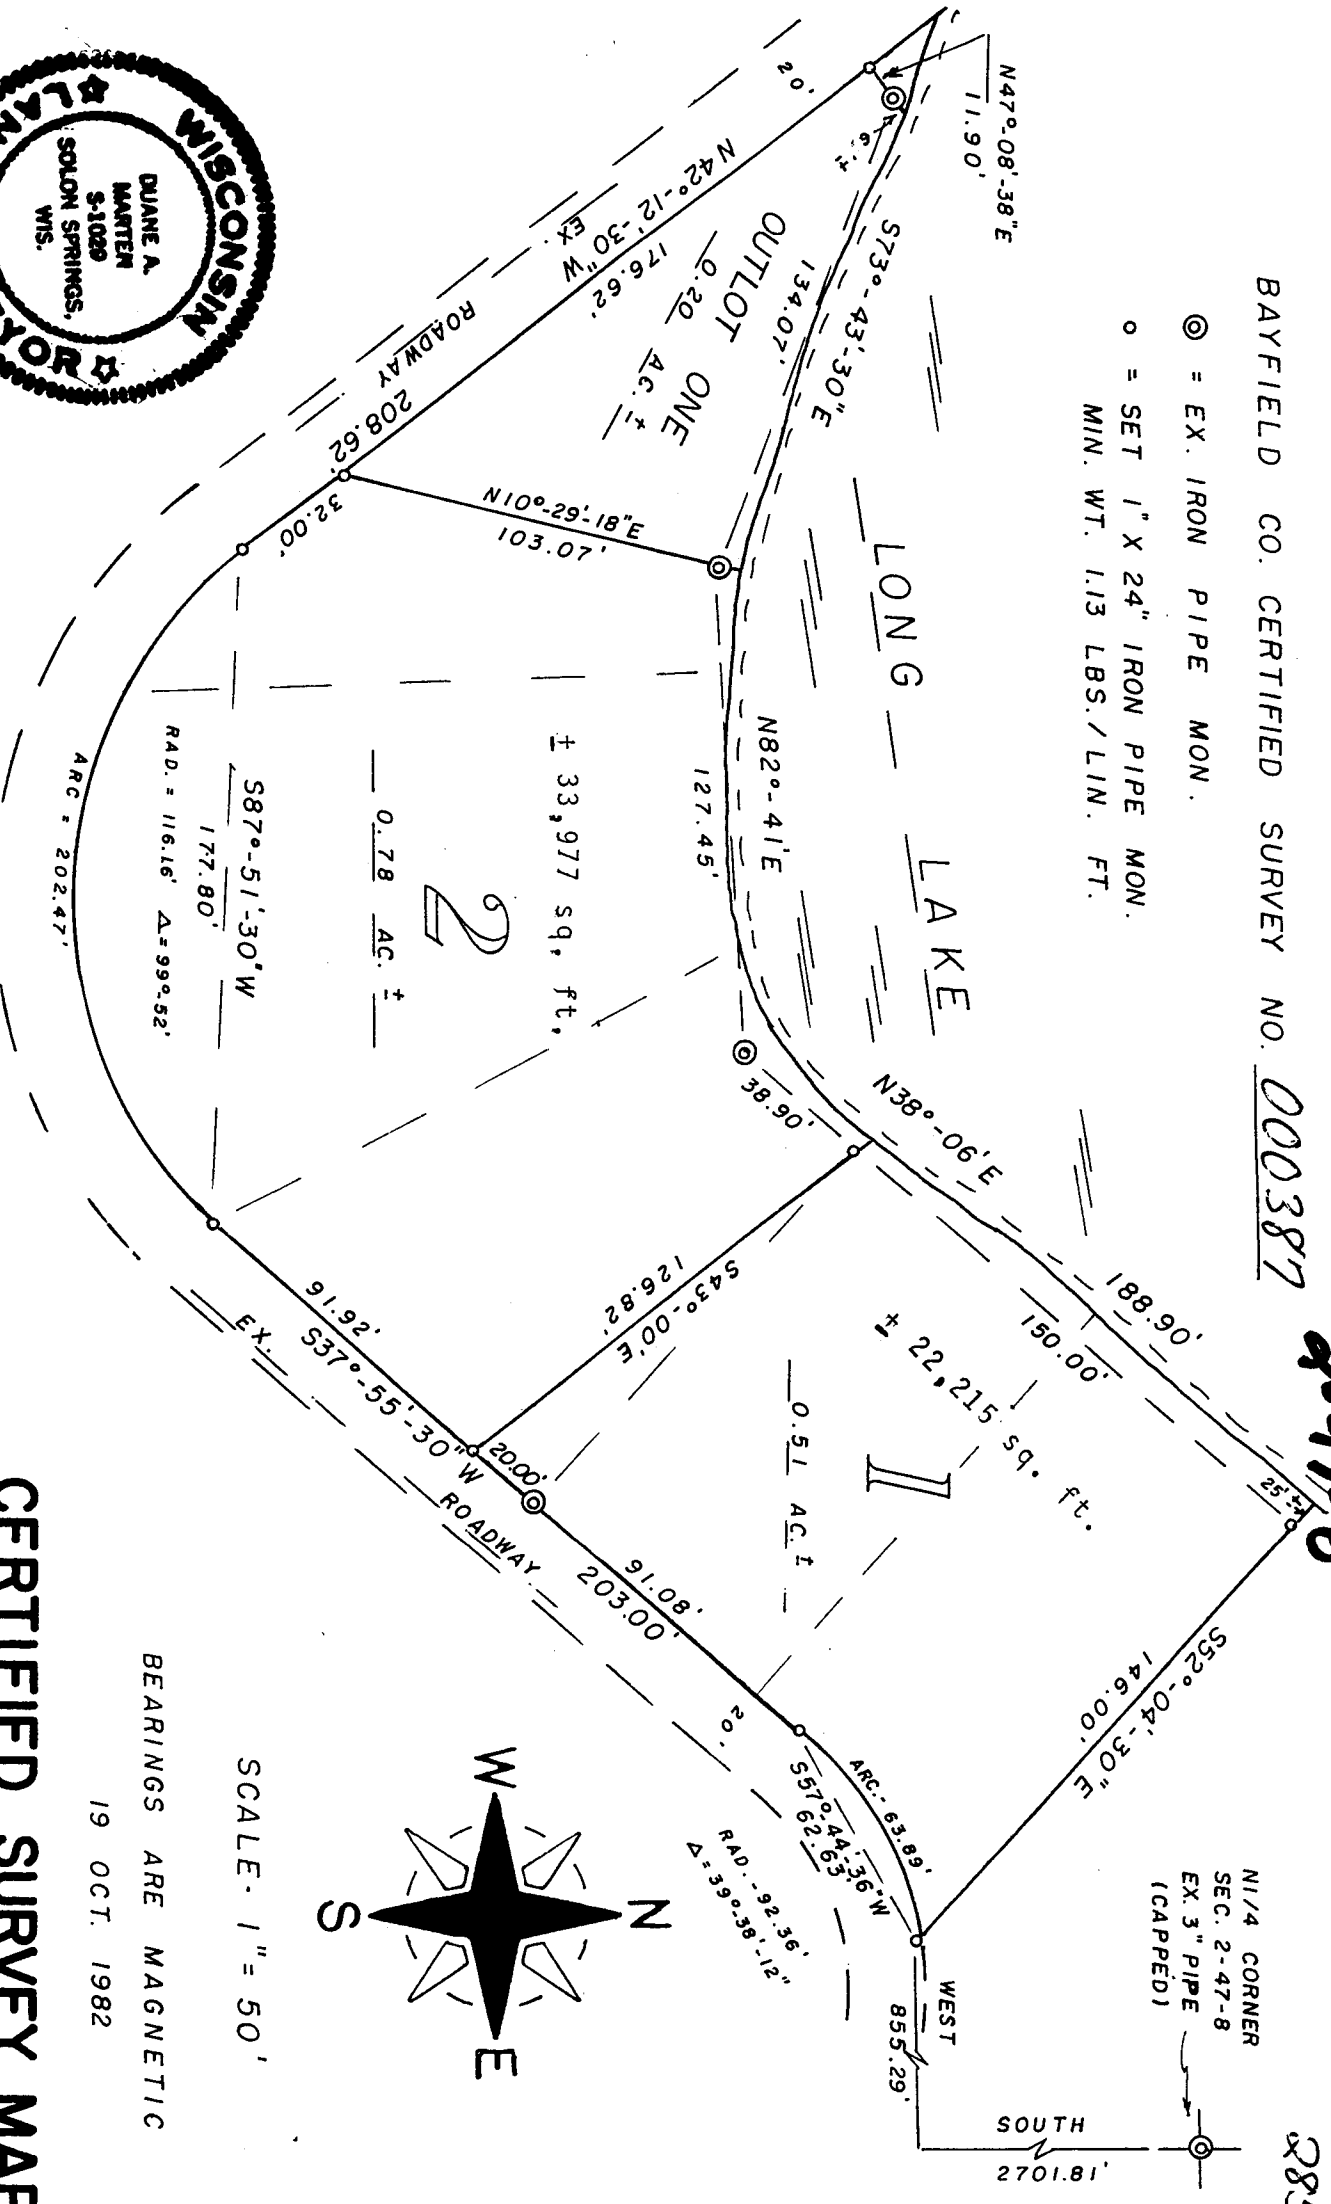 BAYFIELD CO. CERTIFIED SURVEY NO. 000387
◎ = EX. IRON PIPE MON.
○ = SET 1" X 24" IRON PIPE MON.
MIN. WT. 1.13 LBS./LIN. FT.
N1/4 CORNER
SEC. 2-47-8
EX. 3" PIPE
(CAPPED)
SOUTH
2701.81'
WEST
855.29'
LONG LAKE
N47°-08'-38"E
11.90'
6'±
20'
S73°-43'-30"E
134.07'
OUTLOT ONE
0.20 AC. ±
N42°-12'-30"W
176.62'
EX. ROADWAY
208.62'
32.00'
N10°-29'-18"E
103.07'
N82°-41'E
127.45'
38.90'
N38°-06'E
188.90'
150.00'
25'±
± 33,977 sq. ft.
2
0.78 AC. ±
S87°-51'-30"W
177.80'
RAD. = 116.16' Δ = 99°-52'
ARC = 202.47'
S43°-00'E
126.82'
± 22,215 sq. ft.
1
0.51 AC. ±
S52°-04'-30"E
146.00'
91.92'
S37°-55'-30"W
20.00'
91.08'
203.00'
EX. ROADWAY
20'
ARC.- 63.89'
S57°-44'-36"W
62.63'
RAD.-92.36'
Δ = 39°-38'-12"
N
W
E
S
SCALE- 1" = 50'
BEARINGS ARE MAGNETIC
19 OCT. 1982
WISCONSIN
DUANE A.
MARTEN
S-1029
SOLON SPRINGS,
WIS.
CERTIFIED SURVEY MAP